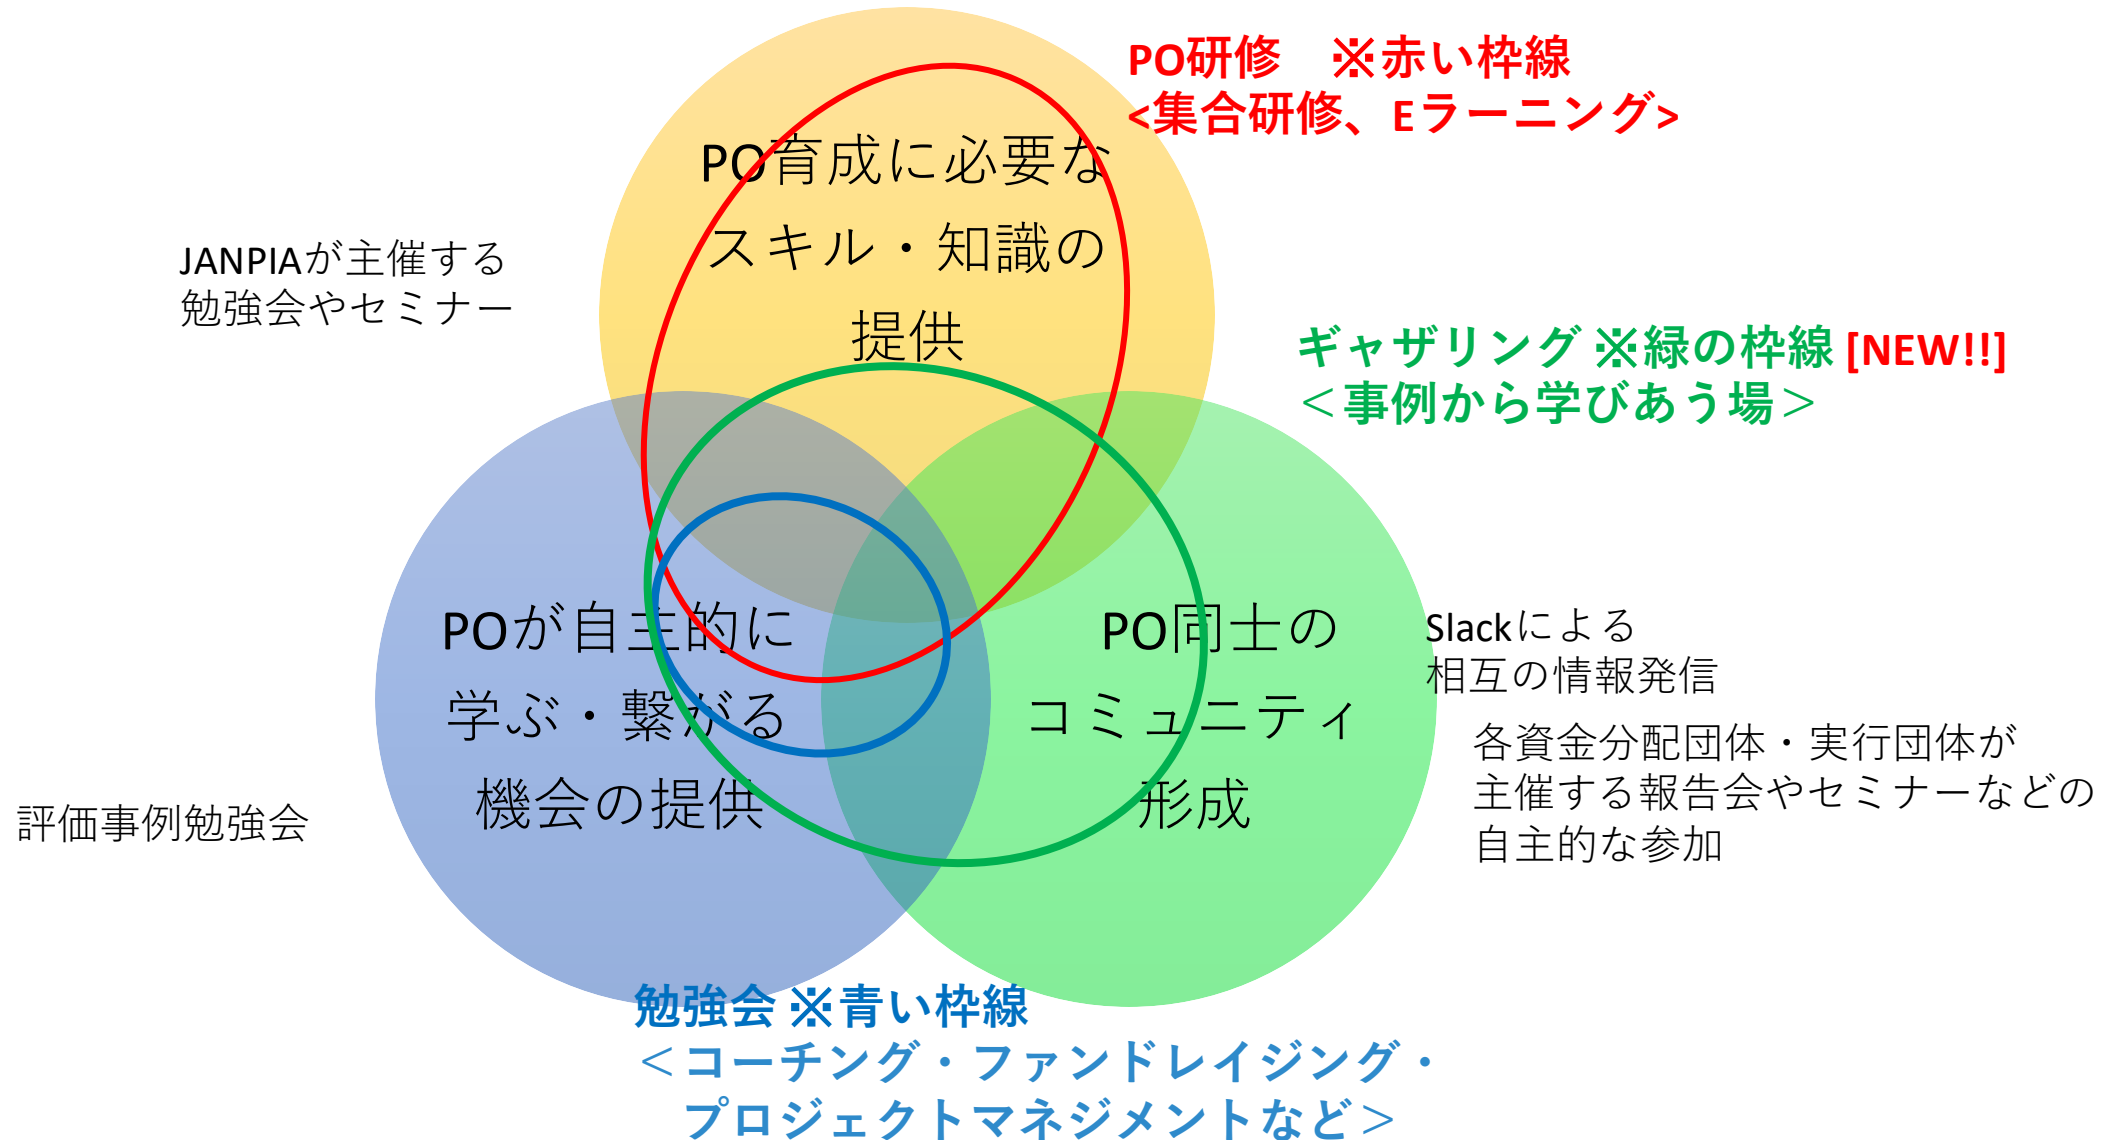 PO研修　※赤い枠線
<集合研修、Eラーニング>
PO育成に必要な
スキル・知識の
提供
JANPIAが主催する
勉強会やセミナー
ギャザリング ※緑の枠線 [NEW!!]
＜事例から学びあう場＞
POが自主的に
学ぶ・繋がる
機会の提供
PO同士の
コミュニティ
形成
Slackによる
相互の情報発信
各資金分配団体・実行団体が
主催する報告会やセミナーなどの
自主的な参加
評価事例勉強会
勉強会 ※青い枠線
＜コーチング・ファンドレイジング・
プロジェクトマネジメントなど＞